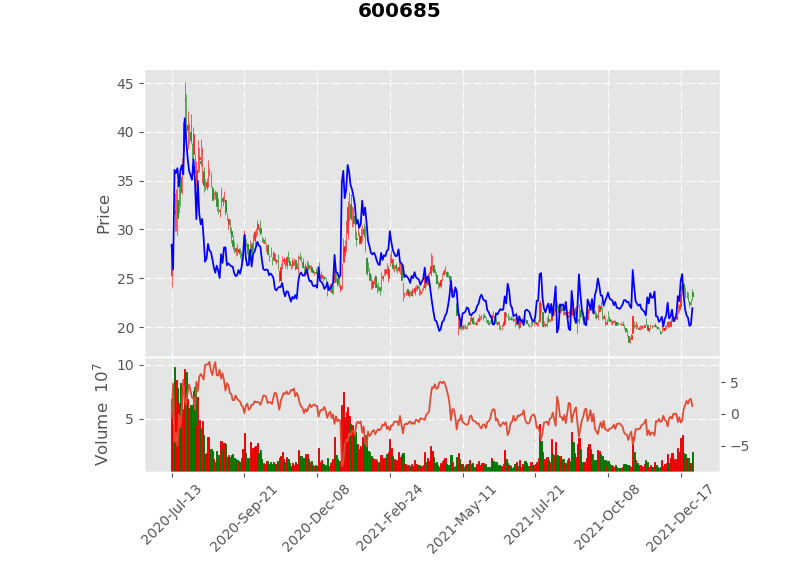 600685
45
40
35
30
25
20
Price
10
5
Volume 10^7
5
0
−5
2020-Jul-13
2020-Sep-21
2020-Dec-08
2021-Feb-24
2021-May-11
2021-Jul-21
2021-Oct-08
2021-Dec-17